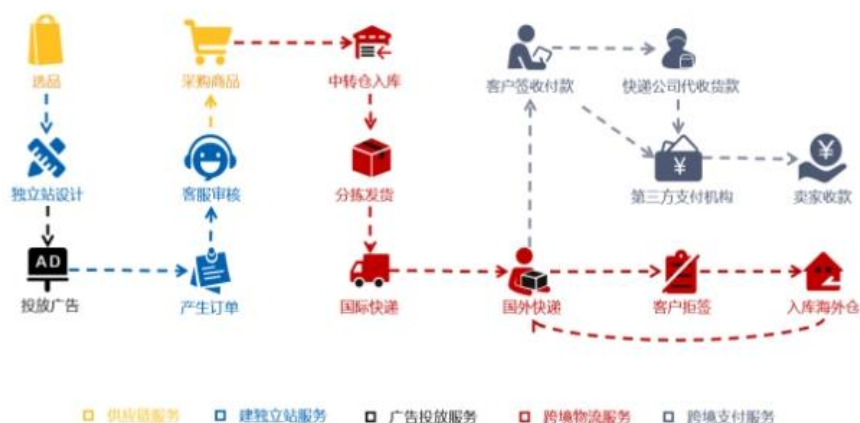 选品
采购商品
中转仓入库
客户签收付款
快递公司代收货款
独立站设计
客服审核
分拣发货
¥
第三方支付机构
¥
卖家收款
AD
投放广告
产生订单
国际快递
国外快递
客户拒签
入库海外仓
供应链服务
建独立站服务
广告投放服务
跨境物流服务
跨境支付服务